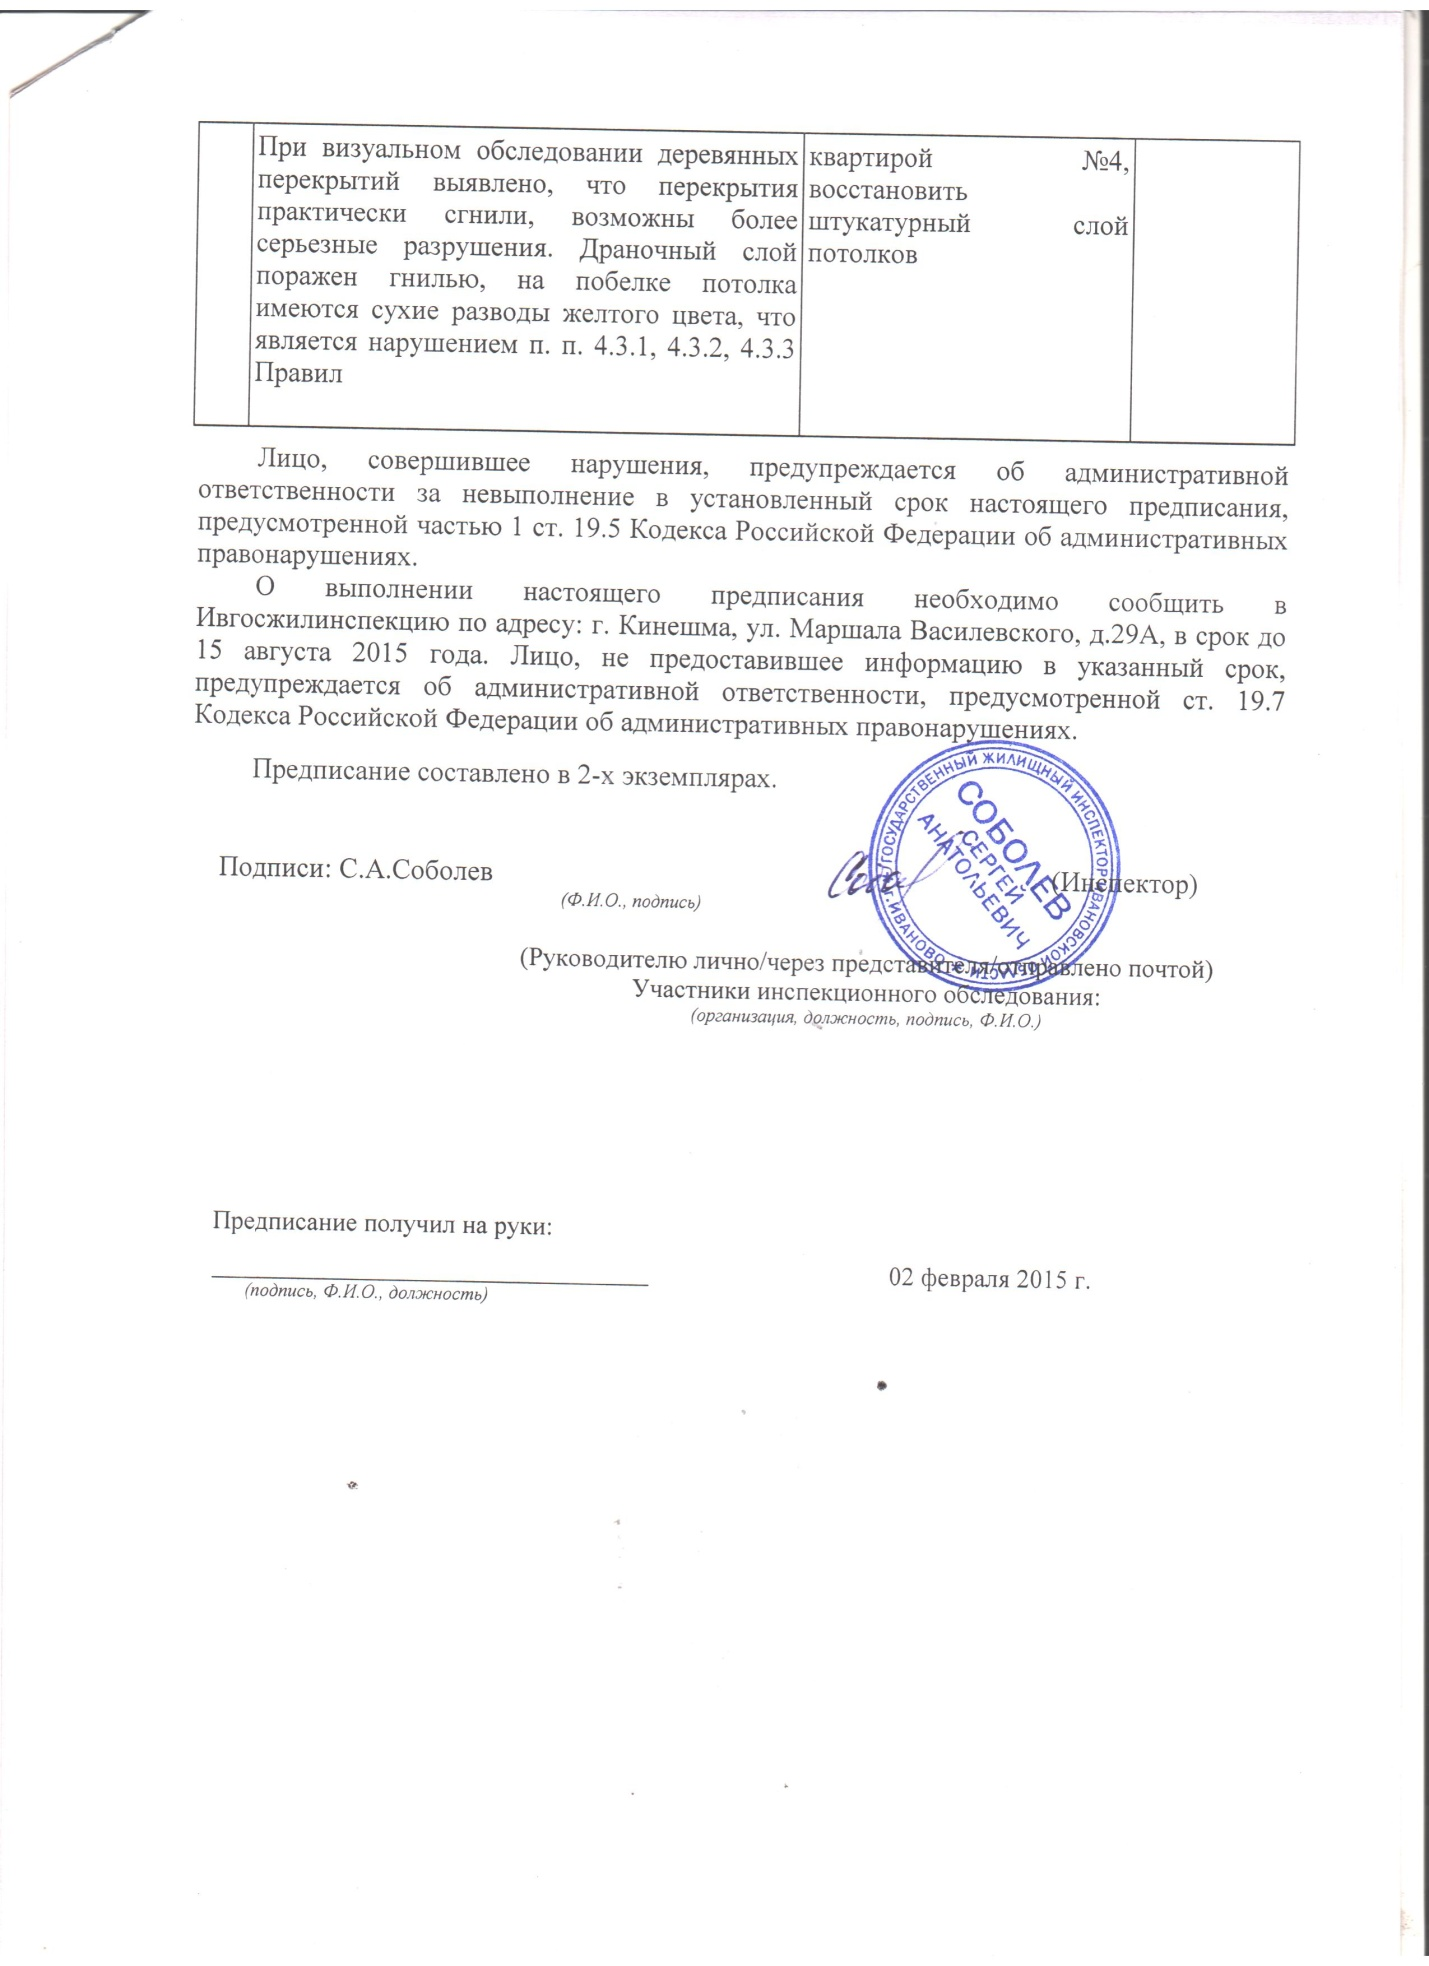 При визуальном обследовании деревянных
перекрытий выявлено, что перекрытия
практически сгнили, возможны более
серьезные разрушения. Драночный слой
поражен гнилью, на побелке потолка
имеются сухие разводы желтого цвета, что
является нарушением п. п. 4.3.1, 4.3.2, 4.3.3
Правил
квартирой №4,
восстановить
штукатурный слой
потолков
Лицо, совершившее нарушения, предупреждается об административной
ответственности за невыполнение в установленный срок настоящего предписания,
предусмотренной частью 1 ст. 19.5 Кодекса Российской Федерации об административных
правонарушениях.
О выполнении настоящего предписания необходимо сообщить в
Ивгосжилинспекцию по адресу: г. Кинешма, ул. Маршала Василевского, д.29А, в срок до
15 августа 2015 года. Лицо, не предоставившее информацию в указанный срок,
предупреждается об административной ответственности, предусмотренной ст. 19.7
Кодекса Российской Федерации об административных правонарушениях.
Предписание составлено в 2-х экземплярах.
ГОСУДАРСТВЕННЫЙ ЖИЛИЩНЫЙ ИНСПЕКТОР ИВАНОВСКОЙ ОБЛАСТИ * г. ИВАНОВО
СОБОЛЕВ
СЕРГЕЙ
АНАТОЛЬЕВИЧ
Подписи: С.А.Соболев (Инспектор)
(Ф.И.О., подпись)
(Руководителю лично/через представителя/отправлено почтой)
Участники инспекционного обследования:
(организация, должность, подпись, Ф.И.О.)
Предписание получил на руки:
02 февраля 2015 г.
(подпись, Ф.И.О., должность)